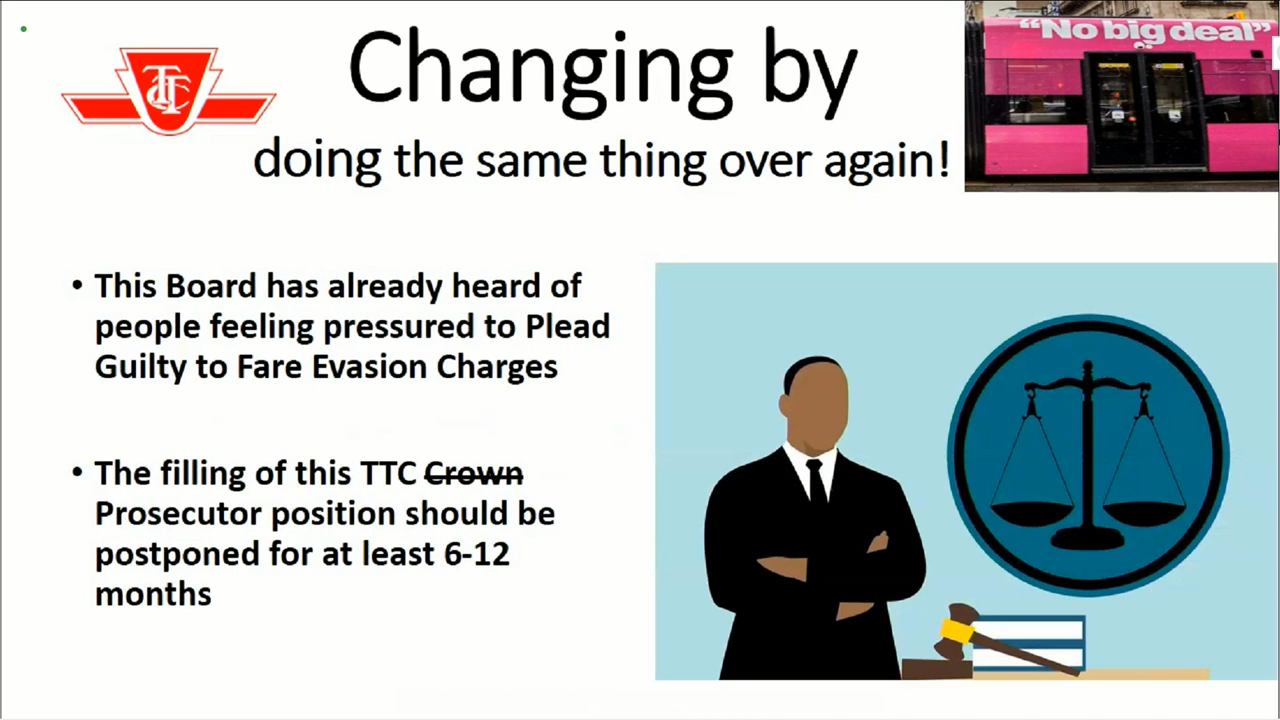 TTC
Changing by
"No big deal"
doing the same thing over again!
• This Board has already heard of
people feeling pressured to Plead
Guilty to Fare Evasion Charges
• The filling of this TTC Crown
Prosecutor position should be
postponed for at least 6-12
months